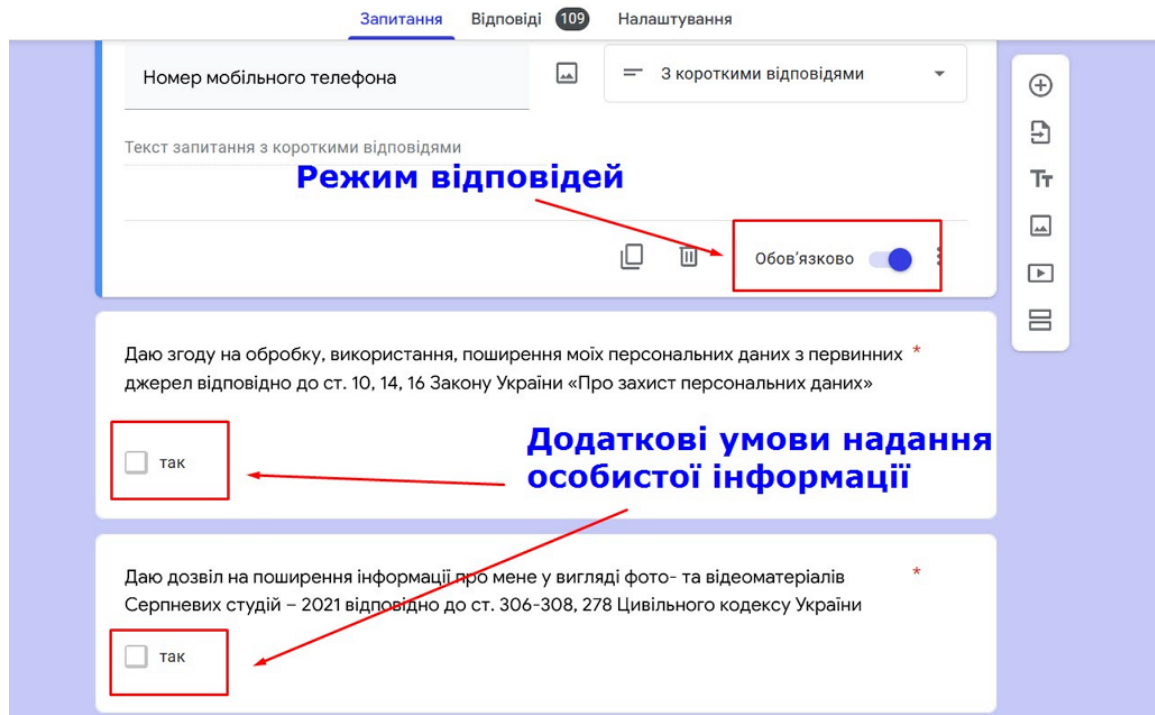 Запитання Відповіді 109 Налаштування
Номер мобільного телефона
З короткими відповідями
Текст запитання з короткими відповідями
Режим відповідей
Обов’язково
Даю згоду на обробку, використання, поширення моїх персональних даних з первинних *
джерел відповідно до ст. 10, 14, 16 Закону України «Про захист персональних даних»
так
Додаткові умови надання
особистої інформації
Даю дозвіл на поширення інформації про мене у вигляді фото- та відеоматеріалів *
Серпневих студій – 2021 відповідно до ст. 306-308, 278 Цивільного кодексу України
так
Тт